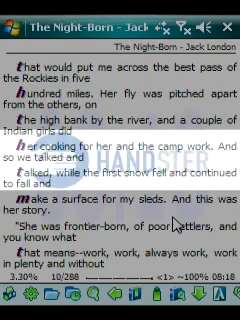 The Night-Born - Jack
The Night-Born - Jack London
that would put me across the best pass of
the Rockies in five
hundred miles. Her fly was pitched apart
from the others, on
the high bank by the river, and a couple of
Indian girls did
her cooking for her and the camp work. And
so we talked and
talked, while the first snow fell and continued
to fall and
make a surface for my sleds. And this was
her story.
"She was frontier-born, of poor settlers, and
you know what
that means--work, work, always work, work
in plenty and without
3.30% 10/288 <1> ~100% 08:18
HANDSTER